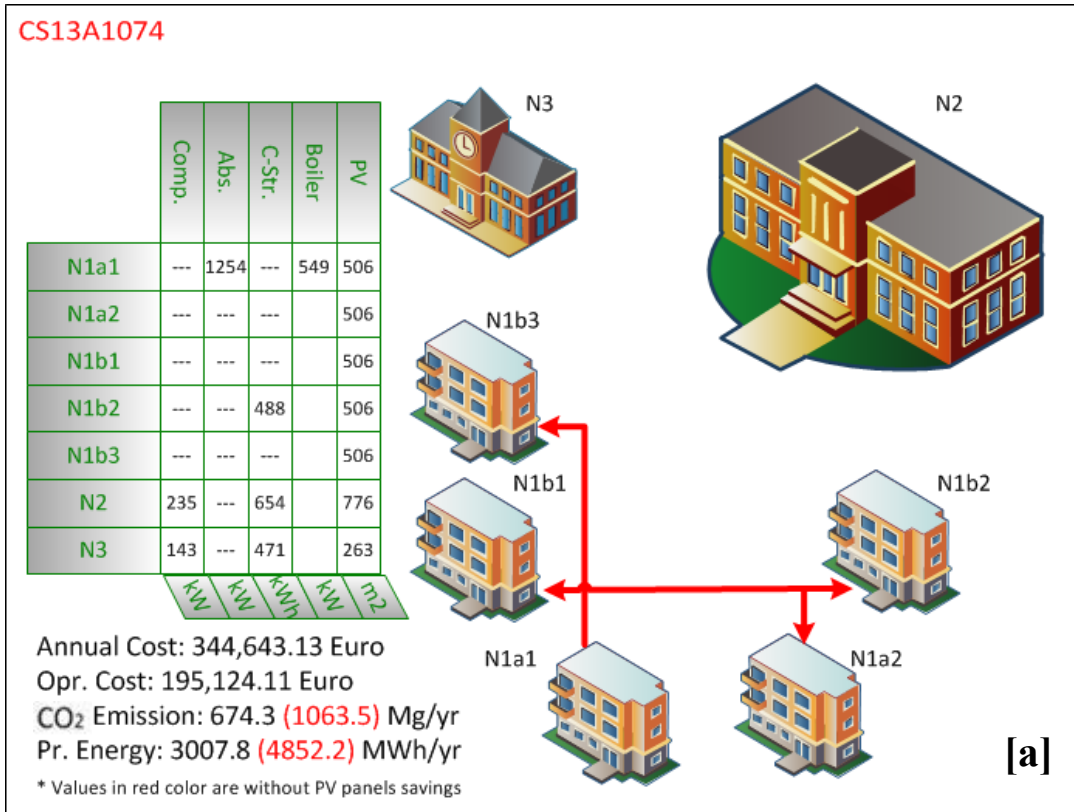 CS13A1074
N3
N2
Comp. Abs. C-Str. Boiler PV
N1a1 --- 1254 --- 549 506
N1a2 --- --- --- 506
N1b1 --- --- --- 506
N1b2 --- --- 488 506
N1b3 --- --- --- 506
N2 235 --- 654 776
N3 143 --- 471 263
kW kW kWh kW m2
N1b3
N1b1
N1b2
N1a1
N1a2
Annual Cost: 344,643.13 Euro
Opr. Cost: 195,124.11 Euro
CO2 Emission: 674.3 (1063.5) Mg/yr
Pr. Energy: 3007.8 (4852.2) MWh/yr
* Values in red color are without PV panels savings
[a]